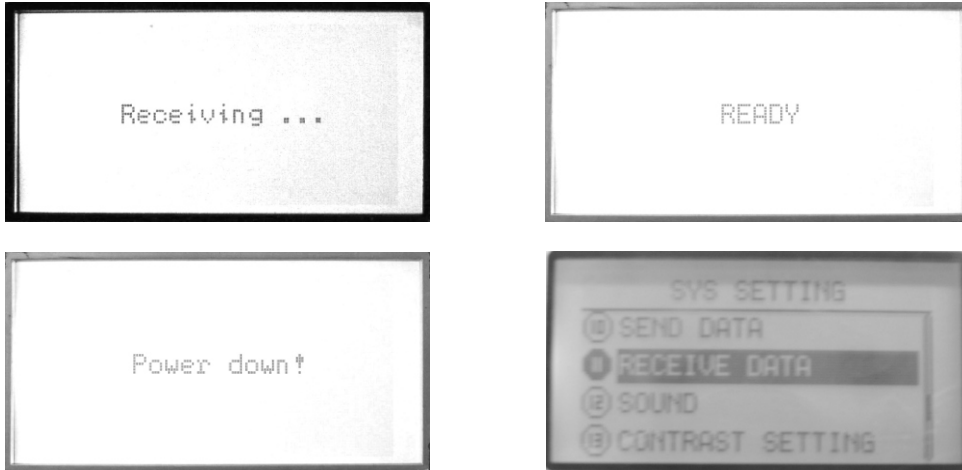 Receiving ...
READY
Power down!
SYS SETTING
10 SEND DATA
11 RECEIVE DATA
12 SOUND
13 CONTRAST SETTING